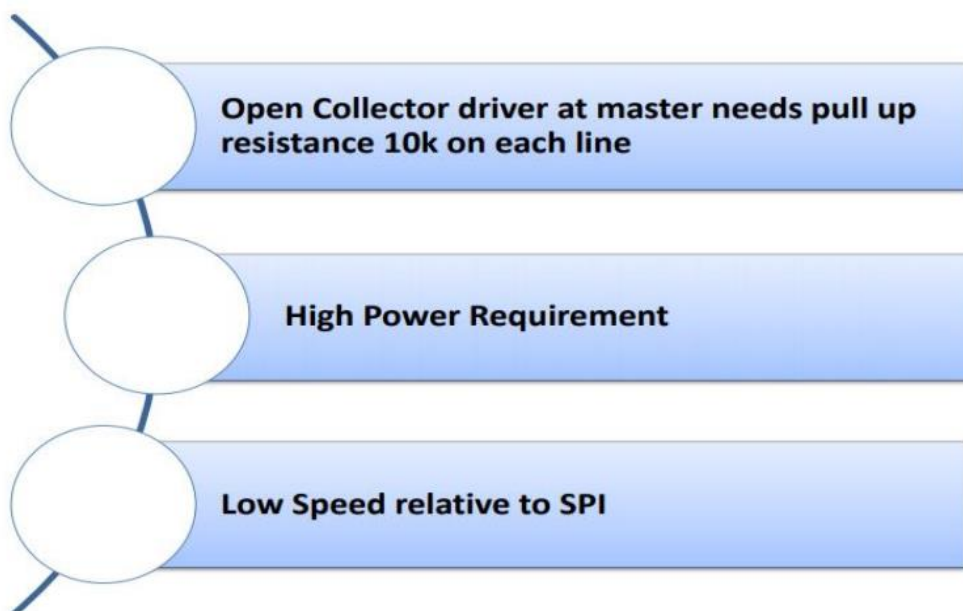 Open Collector driver at master needs pull up
resistance 10k on each line
High Power Requirement
Low Speed relative to SPI